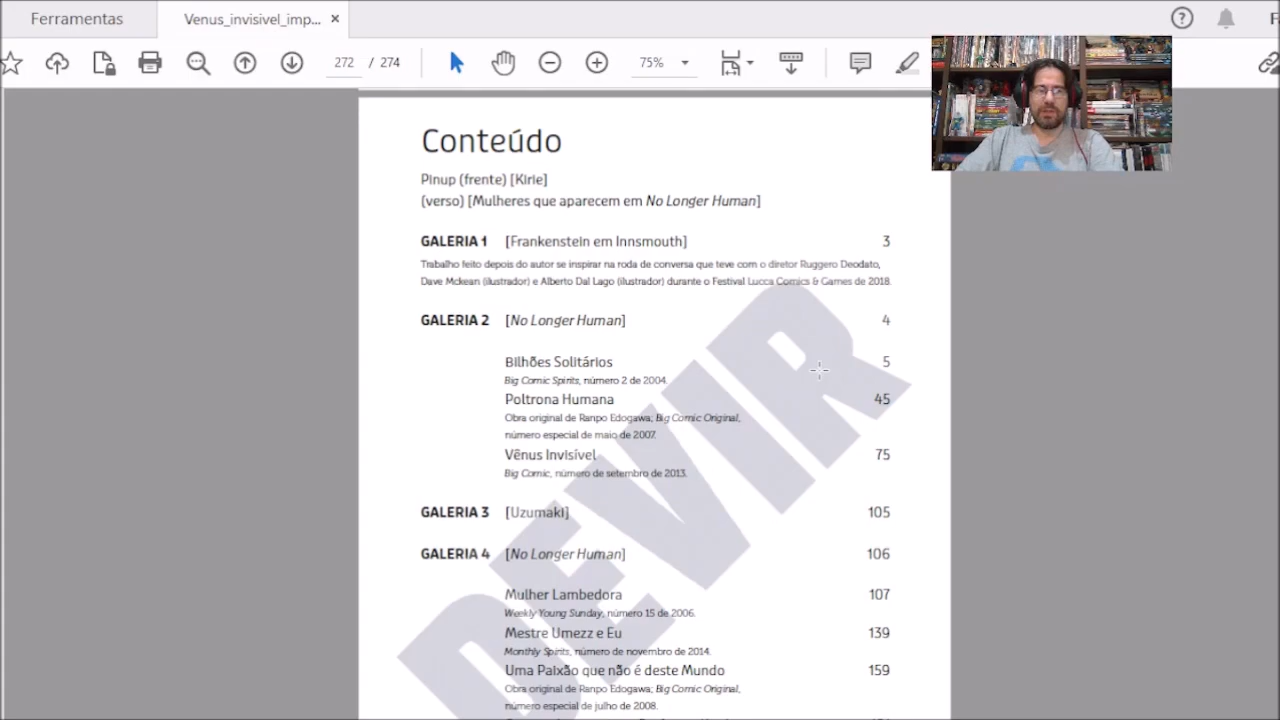 Ferramentas
Venus_invisivel_imp... ×
272 / 274
75%
Conteúdo
Pinup (frente) [Kirie]
(verso) [Mulheres que aparecem em No Longer Human]
GALERIA 1 [Frankenstein em Innsmouth] 3
Trabalho feito depois do autor se inspirar na roda de conversa que teve com o diretor Ruggero Deodato,
Dave Mckean (ilustrador) e Alberto Dal Lago (ilustrador) durante o Festival Lucca Comics & Games de 2018.
GALERIA 2 [No Longer Human] 4
Bilhões Solitários 5
Big Comic Spirits, número 2 de 2004.
Poltrona Humana 45
Obra original de Ranpo Edogawa; Big Comic Original,
número especial de maio de 2007.
Vênus Invisível 75
Big Comic, número de setembro de 2013.
GALERIA 3 [Uzumaki] 105
GALERIA 4 [No Longer Human] 106
Mulher Lambedora 107
Weekly Young Sunday, número 15 de 2006.
Mestre Umezz e Eu 139
Monthly Spirits, número de novembro de 2014.
Uma Paixão que não é deste Mundo 159
Obra original de Ranpo Edogawa; Big Comic Original,
número especial de julho de 2008.
DEVIR